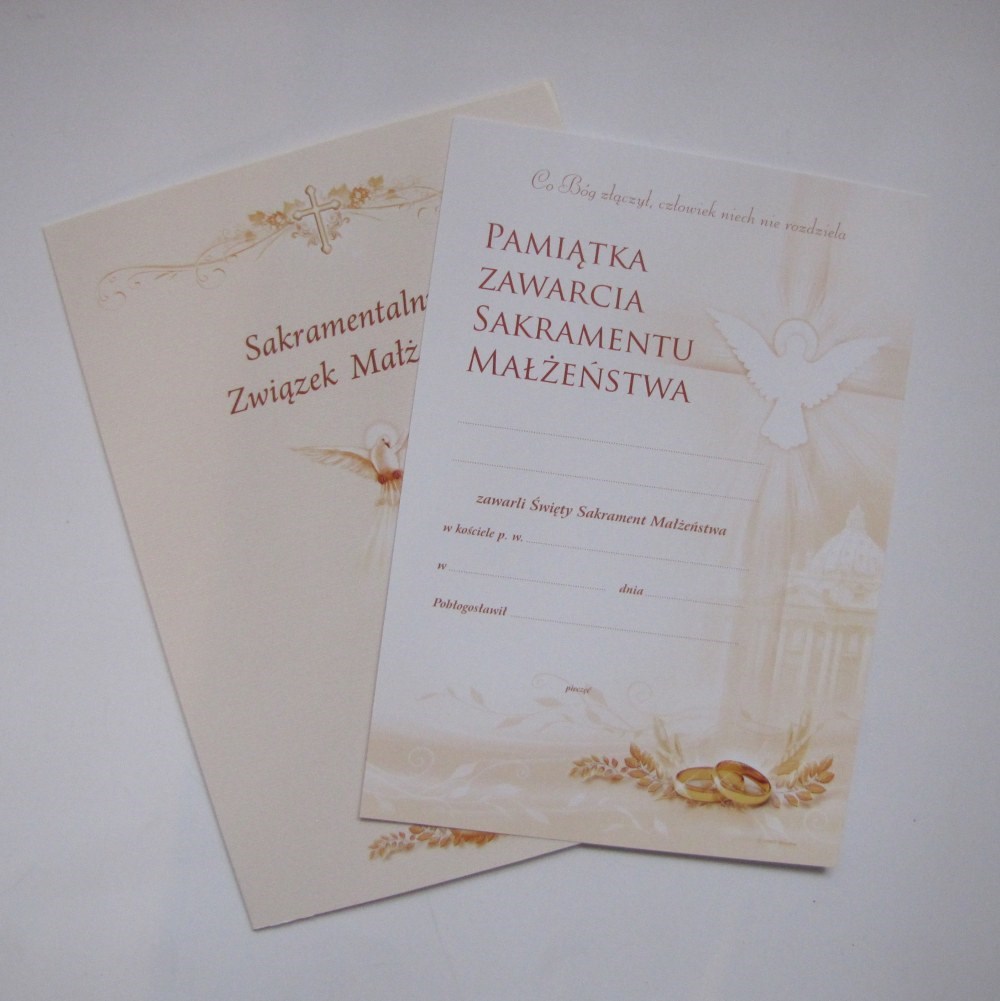 Sakramentaln
Związek Małż
Co Bóg złączył, człowiek niech nie rozdziela
PAMIĄTKA
ZAWARCIA
SAKRAMENTU
MAŁŻEŃSTWA
zawarli Święty Sakrament Małżeństwa
w kościele p. w.
w dnia
Pobłogosławił
pieczęć